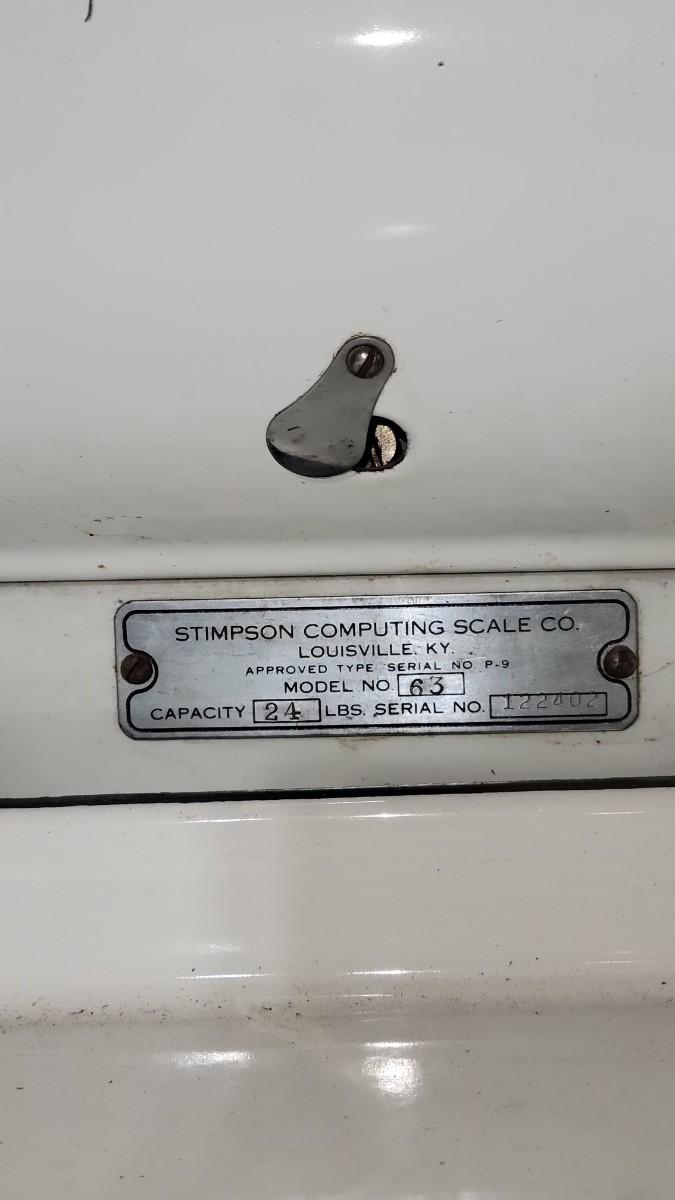 STIMPSON COMPUTING SCALE CO.
LOUISVILLE. KY.
APPROVED TYPE SERIAL NO. P-9
MODEL NO. 63
CAPACITY 24 LBS. SERIAL NO. 122402